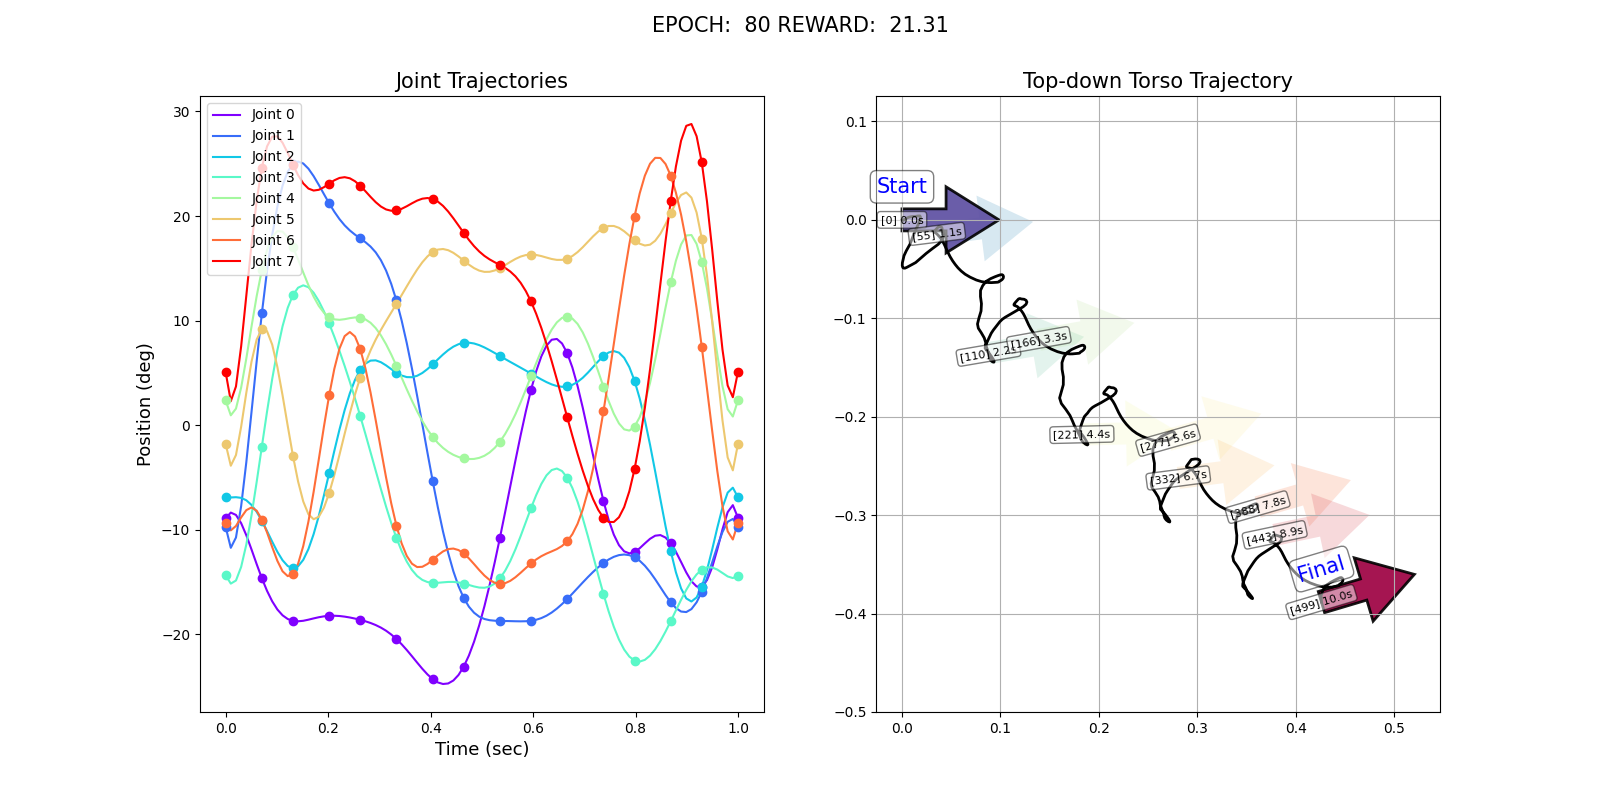 EPOCH:  80 REWARD:  21.31
Joint Trajectories
30
20
10
0
−10
−20
Position (deg)
Joint 0
Joint 1
Joint 2
Joint 3
Joint 4
Joint 5
Joint 6
Joint 7
0.0
0.2
0.4
0.6
0.8
1.0
Time (sec)
Top-down Torso Trajectory
0.1
0.0
−0.1
−0.2
−0.3
−0.4
−0.5
Start
[0] 0.0s
[55] 1.1s
[110] 2.2s
[166] 3.3s
[221] 4.4s
[277] 5.6s
[332] 6.7s
[388] 7.8s
[443] 8.9s
Final
[499] 10.0s
0.0
0.1
0.2
0.3
0.4
0.5